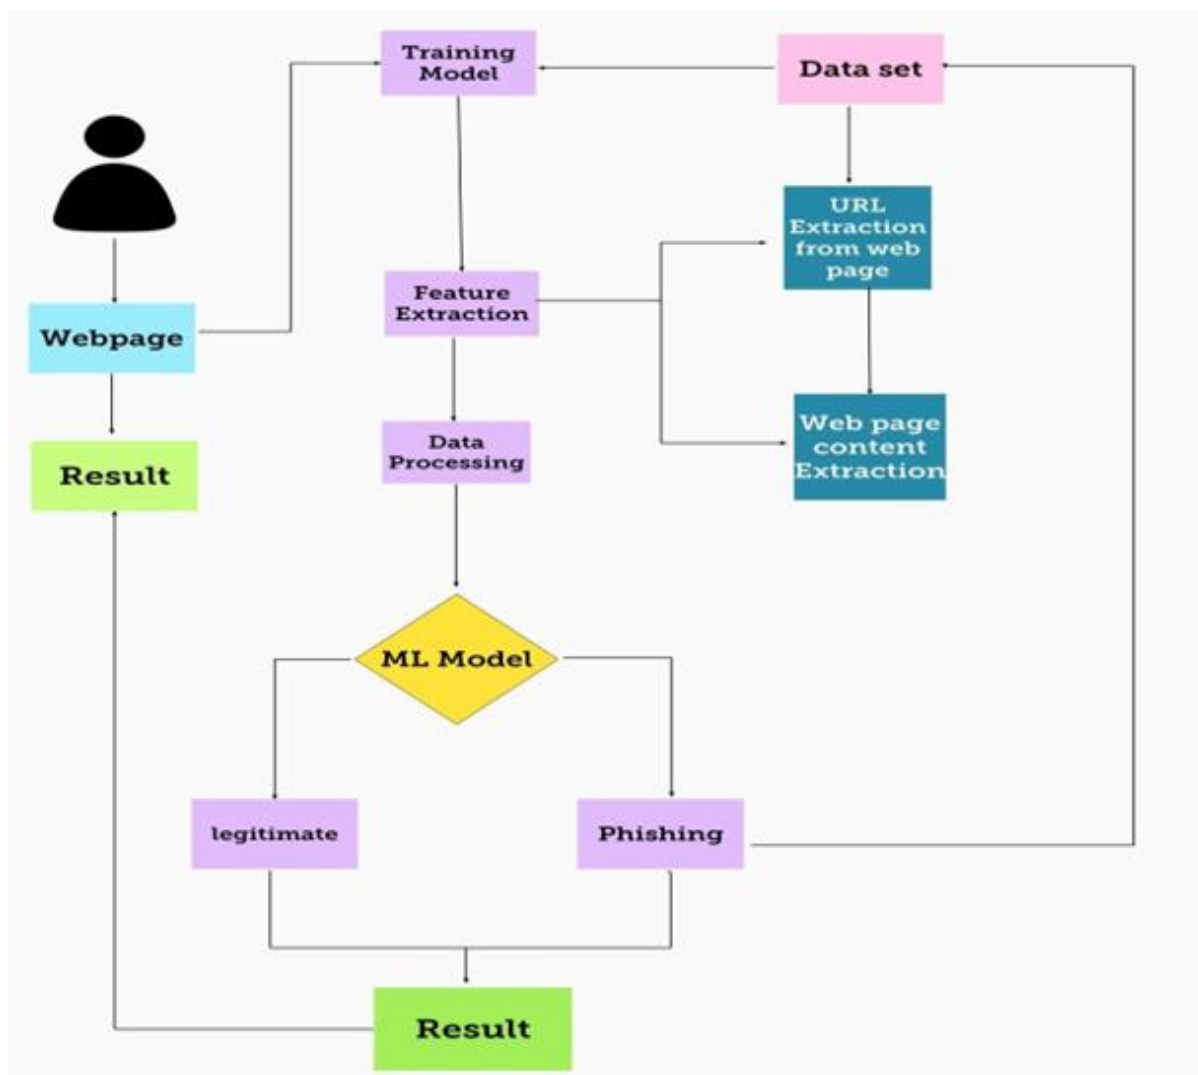 Training
Model
Data set
URL
Extraction
from web
page
Feature
Extraction
Webpage
Data
Processing
Web page
content
Extraction
Result
ML Model
legitimate
Phishing
Result